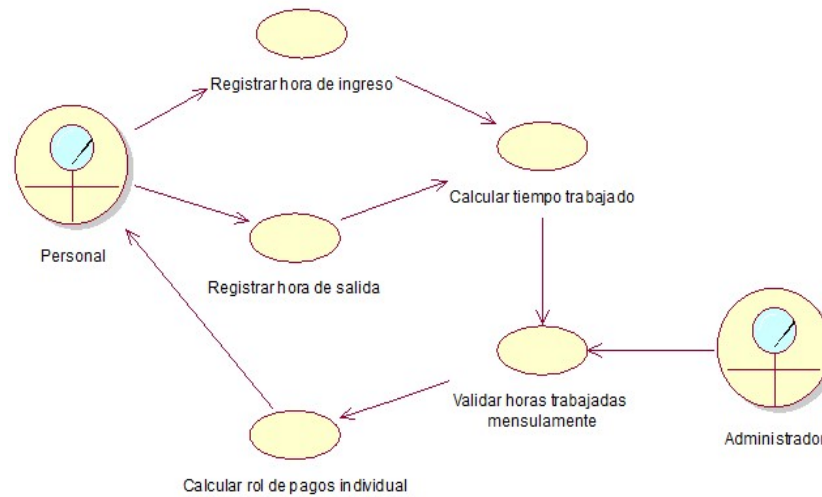 Registrar hora de ingreso
Calcular tiempo trabajado
Personal
Registrar hora de salida
Validar horas trabajadas
mensulamente
Administrador
Calcular rol de pagos individual